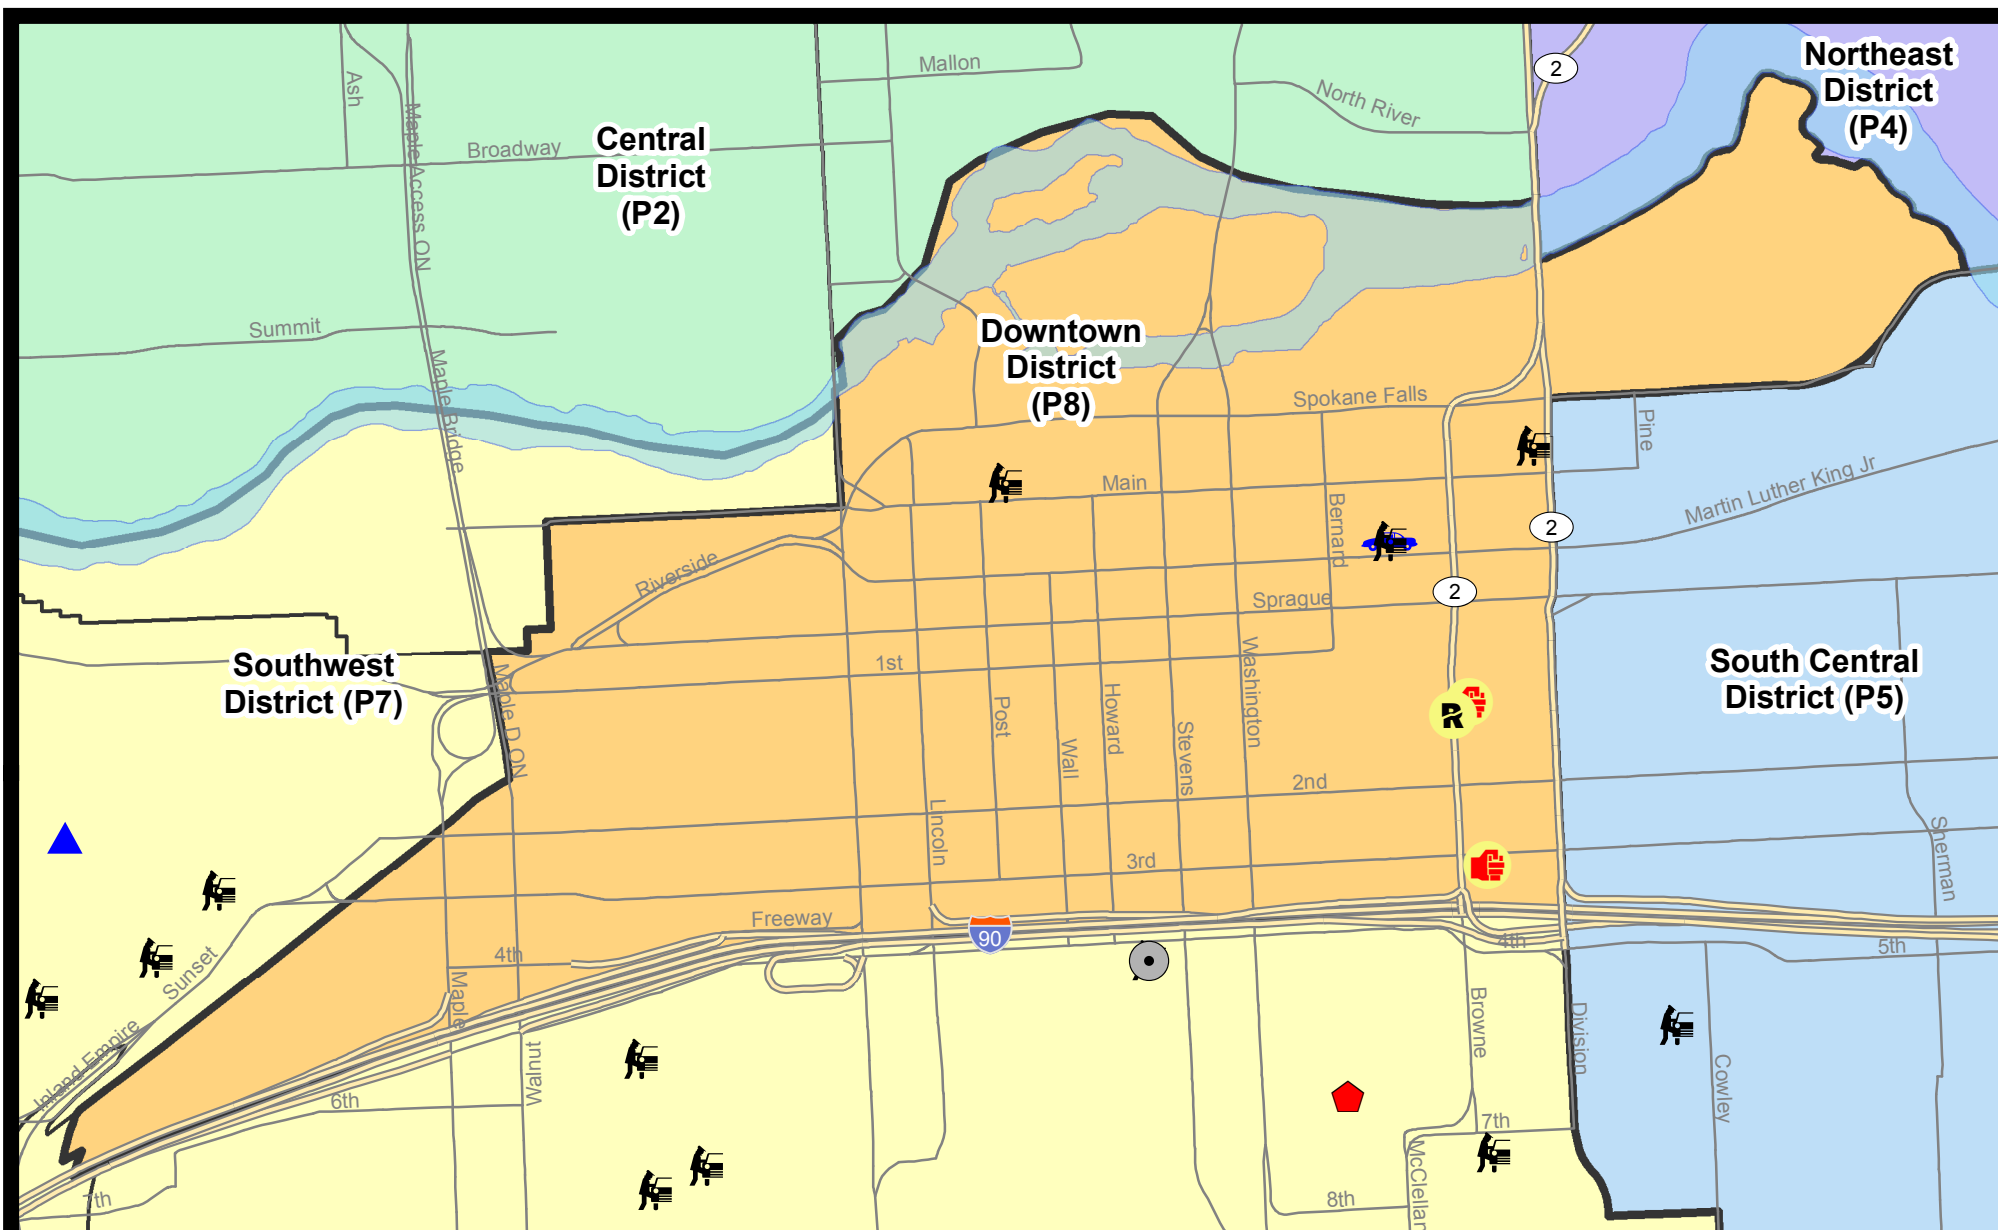 Mallon
2
Northeast
District
(P4)
Ash
North River
Maple Access ON
Broadway
Central
District
(P2)
Summit
Downtown
District
(P8)
Maple Bridge
Spokane Falls
Pine
Main
Martin Luther King Jr
Bernard
2
Riverside
2
Sprague
Southwest
District (P7)
1st
South Central
District (P5)
Maple D ON
Post
Howard
Washington
Wall
Stevens
R
2nd
Lincoln
3rd
Sherman
Freeway
90
4th
4th
5th
Sunset
Maple
Browne
Division
Inland Empire
Walnut
Cowley
6th
7th
McClellan
7th
8th